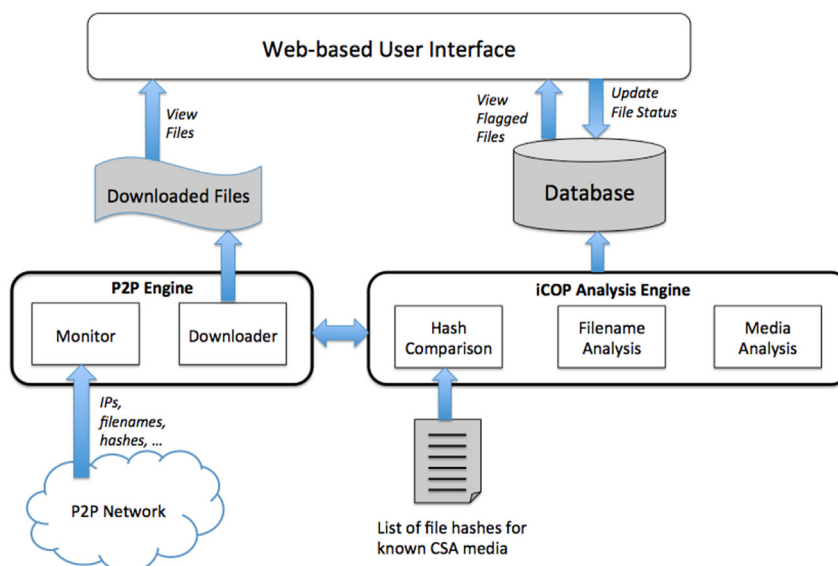 Web-based User Interface
View
Files
View
Flagged
Files
Update
File Status
Downloaded Files
Database
P2P Engine
Monitor
Downloader
iCOP Analysis Engine
Hash
Comparison
Filename
Analysis
Media
Analysis
IPs,
filenames,
hashes, ...
P2P Network
List of file hashes for
known CSA media